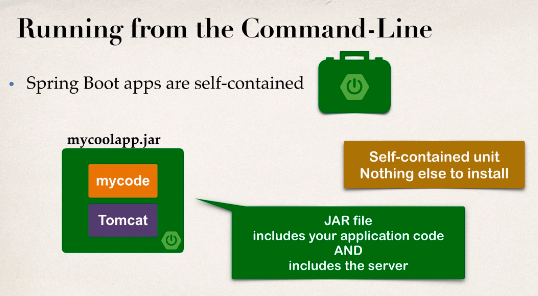 Running from the Command-Line
• Spring Boot apps are self-contained
mycoolapp.jar
mycode
Tomcat
Self-contained unit
Nothing else to install
JAR file
includes your application code
AND
includes the server